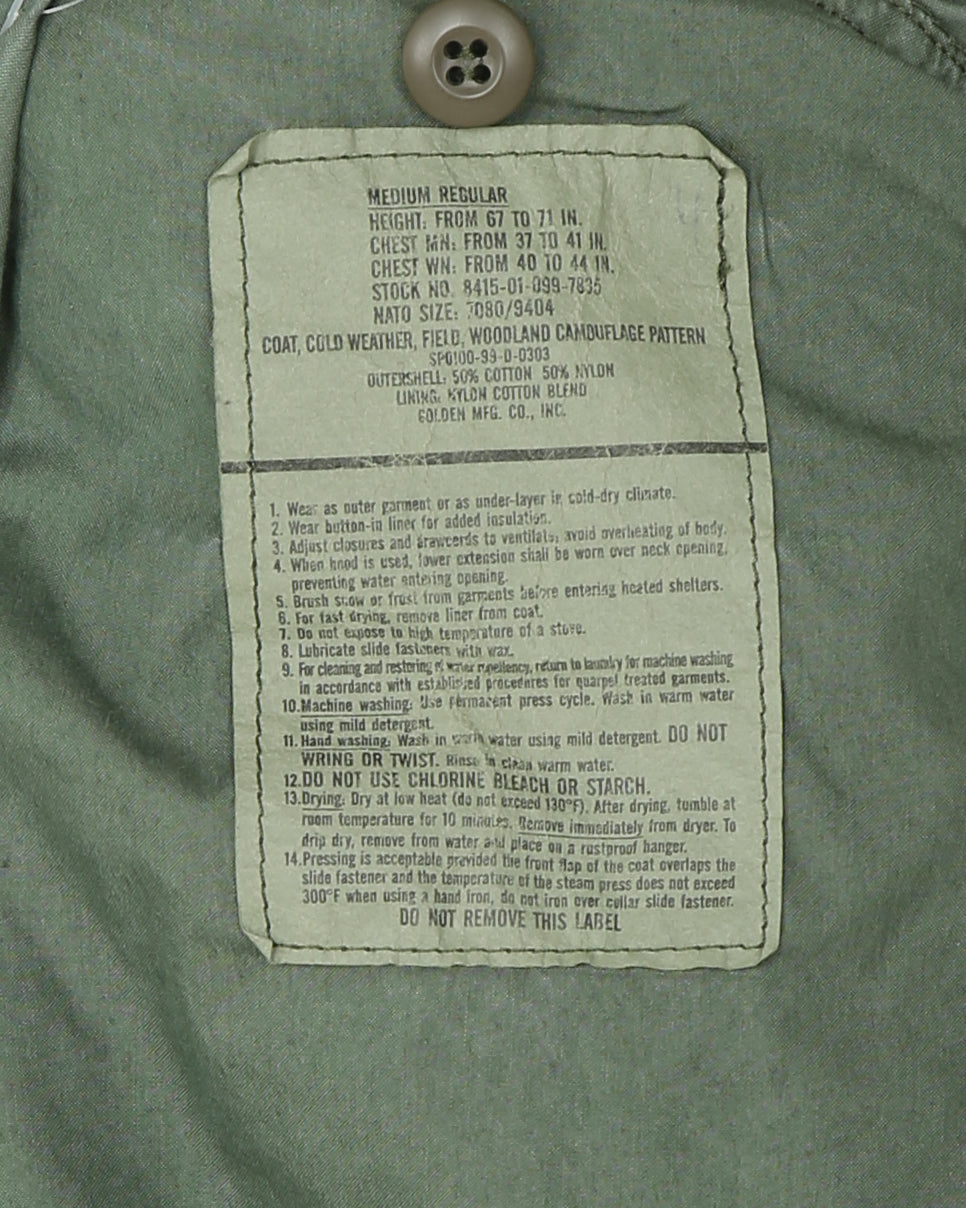 MEDIUM REGULAR
HEIGHT: FROM 67 TO 71 IN.
CHEST MN: FROM 37 TO 41 IN.
CHEST WN: FROM 40 TO 44 IN.
STOCK NO. 8415-01-099-7835
NATO SIZE: 7080/9404
COAT, COLD WEATHER, FIELD, WOODLAND CAMOUFLAGE PATTERN
SP0100-99-D-0303
OUTERSHELL: 50% COTTON 50% NYLON
LINING: NYLON COTTON BLEND
GOLDEN MFG. CO., INC.
1. Wear as outer garment or as under-layer in cold-dry climate.
2. Wear button-in liner for added insulation.
3. Adjust closures and drawcords to ventilate; avoid overheating of body.
4. When hood is used, lower extension shall be worn over neck opening,
preventing water entering opening.
5. Brush snow or frost from garments before entering heated shelters.
6. For fast drying, remove liner from coat.
7. Do not expose to high temperature of a stove.
8. Lubricate slide fasteners with wax.
9. For cleaning and restoring of water repellency, return to laundry for machine washing
in accordance with established procedures for quarpel treated garments.
10. Machine washing: Use permanent press cycle. Wash in warm water
using mild detergent.
11. Hand washing: Wash in warm water using mild detergent. DO NOT
WRING OR TWIST. Rinse in clean warm water.
12. DO NOT USE CHLORINE BLEACH OR STARCH.
13. Drying: Dry at low heat (do not exceed 130°F). After drying, tumble at
room temperature for 10 minutes. Remove immediately from dryer. To
drip dry, remove from water and place on a rustproof hanger.
14. Pressing is acceptable provided the front flap of the coat overlaps the
slide fastener and the temperature of the steam press does not exceed
300°F when using a hand iron, do not iron over collar slide fastener.
DO NOT REMOVE THIS LABEL